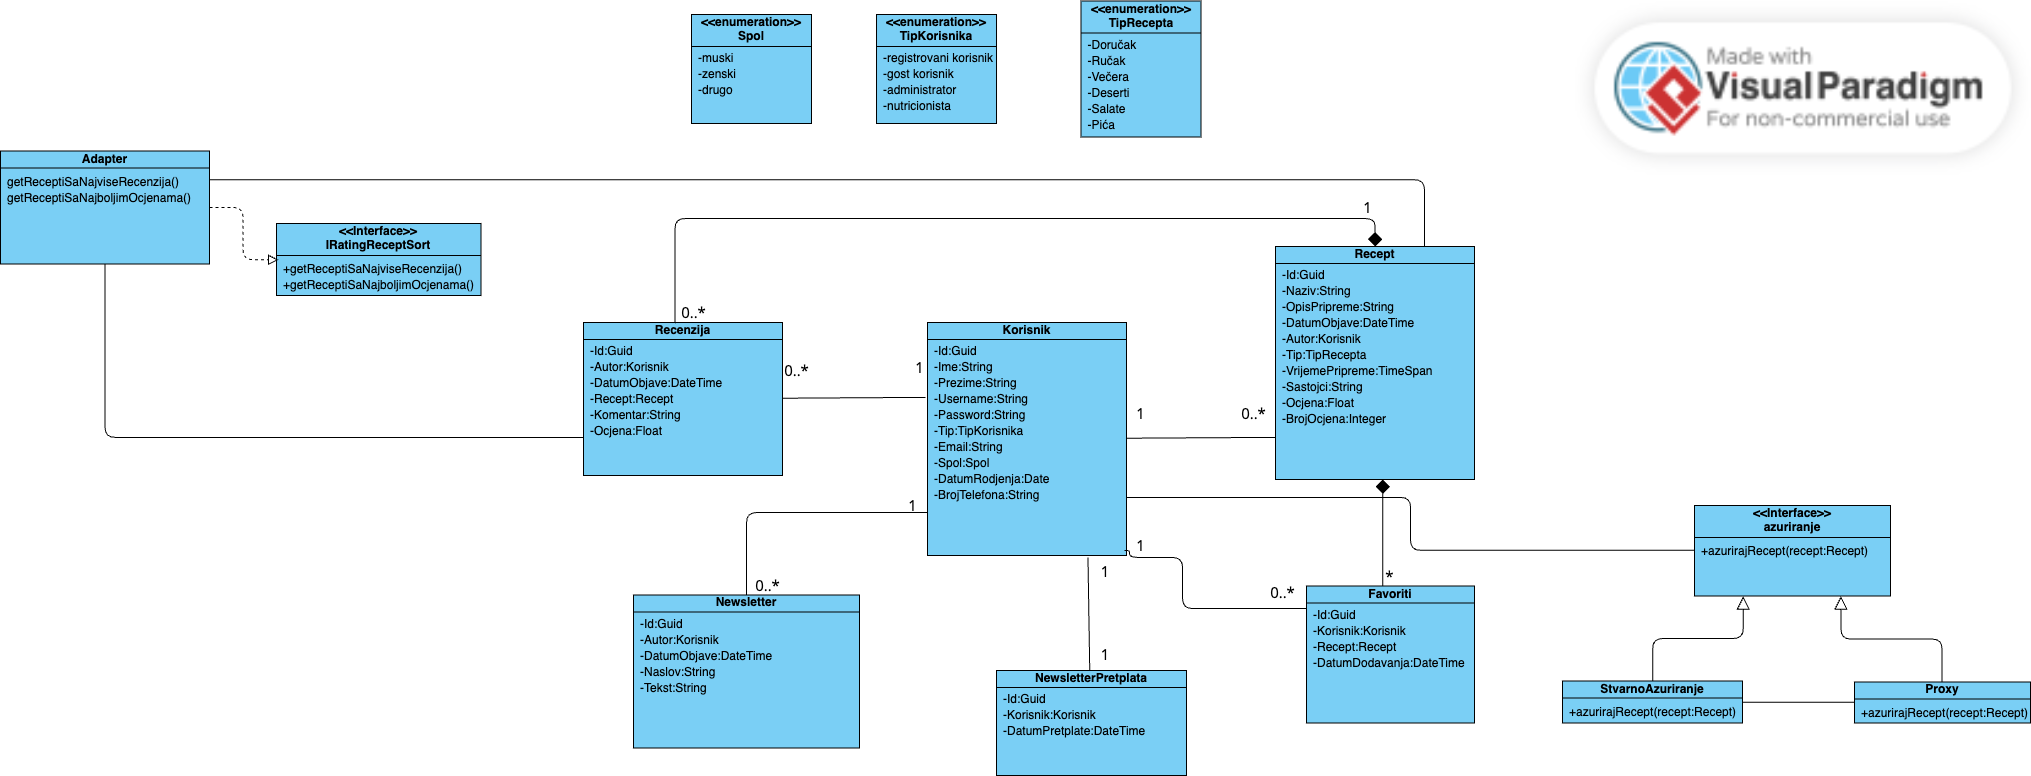 <<enumeration>>
Spol
-muski
-zenski
-drugo
<<enumeration>>
TipKorisnika
-registrovani korisnik
-gost korisnik
-administrator
-nutricionista
<<enumeration>>
TipRecepta
-Doručak
-Ručak
-Večera
-Deserti
-Salate
-Pića
Made with
Visual Paradigm
For non-commercial use
Adapter
getReceptiSaNajviseRecenzija()
getReceptiSaNajboljimOcjenama()
<<Interface>>
IRatingReceptSort
+getReceptiSaNajviseRecenzija()
+getReceptiSaNajboljimOcjenama()
1
0..*
Recept
-Id:Guid
-Naziv:String
-OpisPripreme:String
-DatumObjave:DateTime
-Autor:Korisnik
-Tip:TipRecepta
-VrijemePripreme:TimeSpan
-Sastojci:String
-Ocjena:Float
-BrojOcjena:Integer
Recenzija
-Id:Guid
-Autor:Korisnik
-DatumObjave:DateTime
-Recept:Recept
-Komentar:String
-Ocjena:Float
0..*
1
Korisnik
-Id:Guid
-Ime:String
-Prezime:String
-Username:String
-Password:String
-Tip:TipKorisnika
-Email:String
-Spol:Spol
-DatumRodjenja:Date
-BrojTelefona:String
1
0..*
1
0..*
Newsletter
-Id:Guid
-Autor:Korisnik
-DatumObjave:DateTime
-Naslov:String
-Tekst:String
1
1
NewsletterPretplata
-Id:Guid
-Korisnik:Korisnik
-DatumPretplate:DateTime
1
0..*
*
Favoriti
-Id:Guid
-Korisnik:Korisnik
-Recept:Recept
-DatumDodavanja:DateTime
<<Interface>>
azuriranje
+azurirajRecept(recept:Recept)
StvarnoAzuriranje
+azurirajRecept(recept:Recept)
Proxy
+azurirajRecept(recept:Recept)